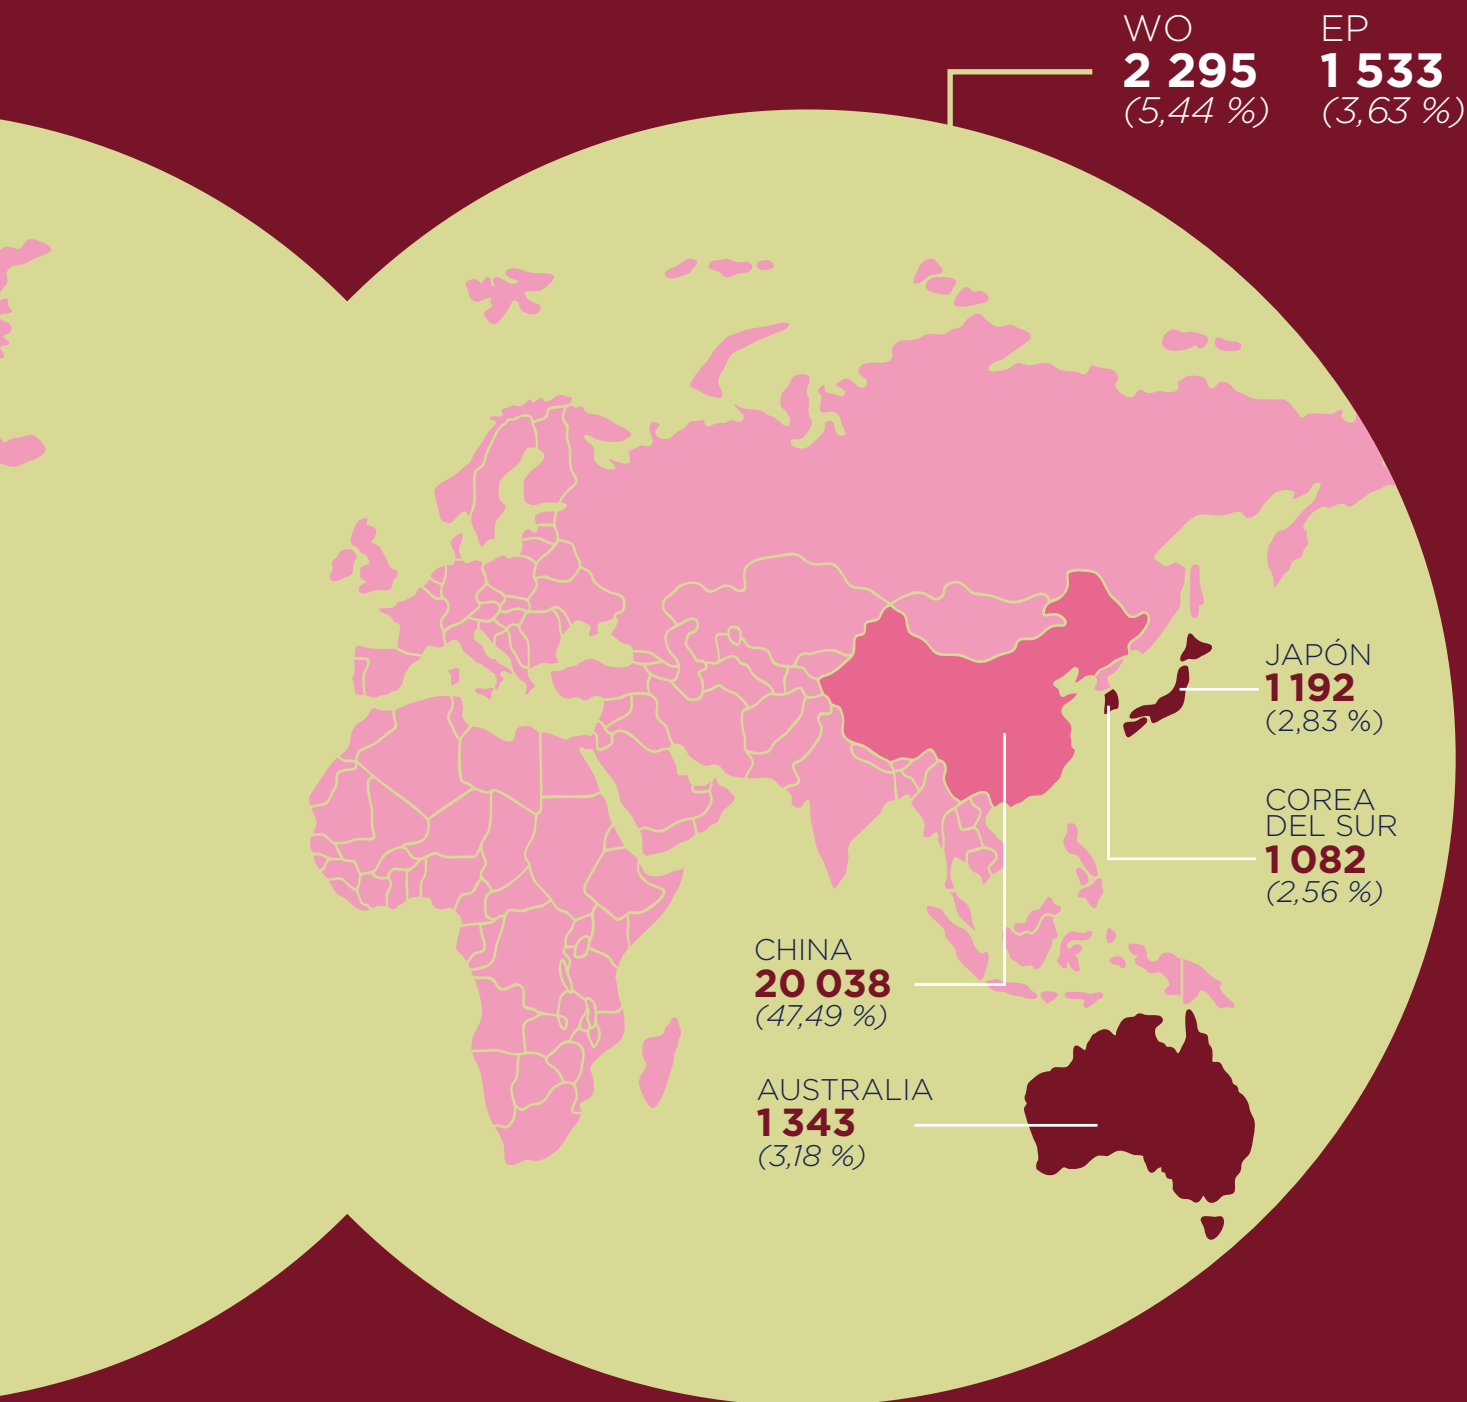 WO
2 295
(5,44 %)
EP
1 533
(3,63 %)
JAPÓN
1 192
(2,83 %)
COREA
DEL SUR
1 082
(2,56 %)
CHINA
20 038
(47,49 %)
AUSTRALIA
1 343
(3,18 %)